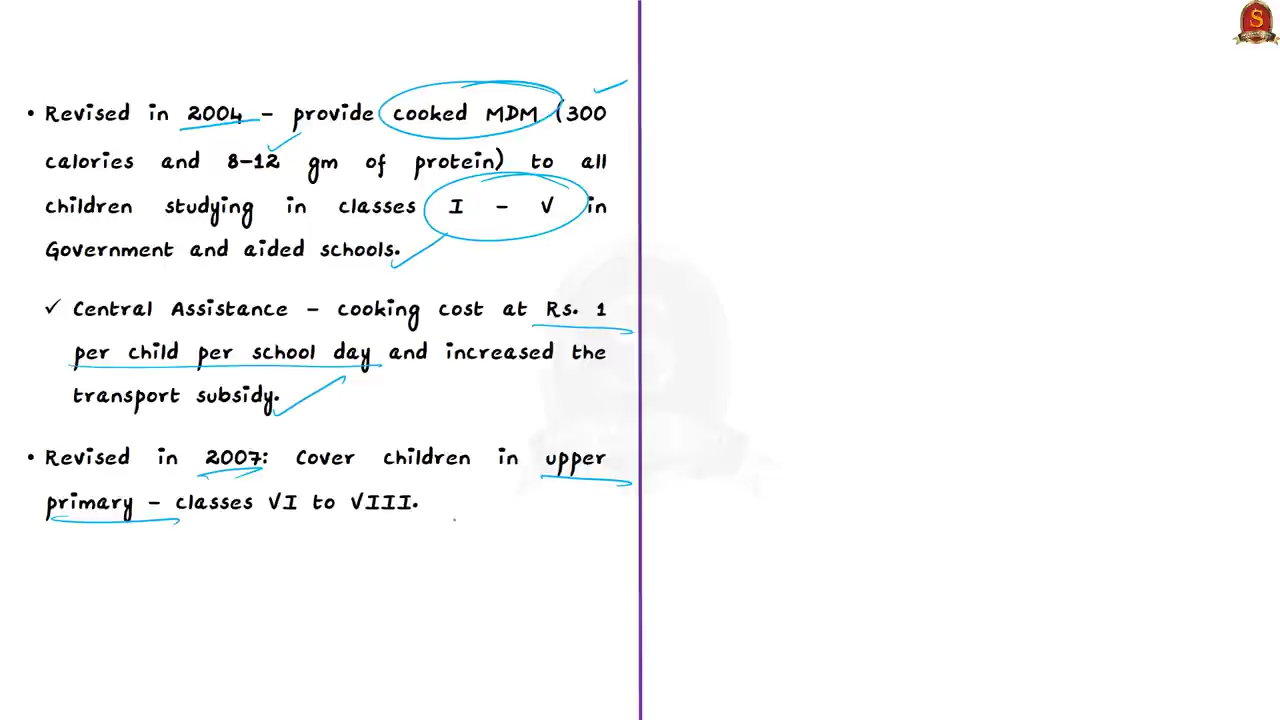 • Revised in 2004 – provide cooked MDM (300
calories and 8-12 gm of protein) to all
children studying in classes I – V in
Government and aided schools.
✓ Central Assistance – cooking cost at Rs. 1
per child per school day and increased the
transport subsidy.
• Revised in 2007: Cover children in upper
primary – classes VI to VIII.
S